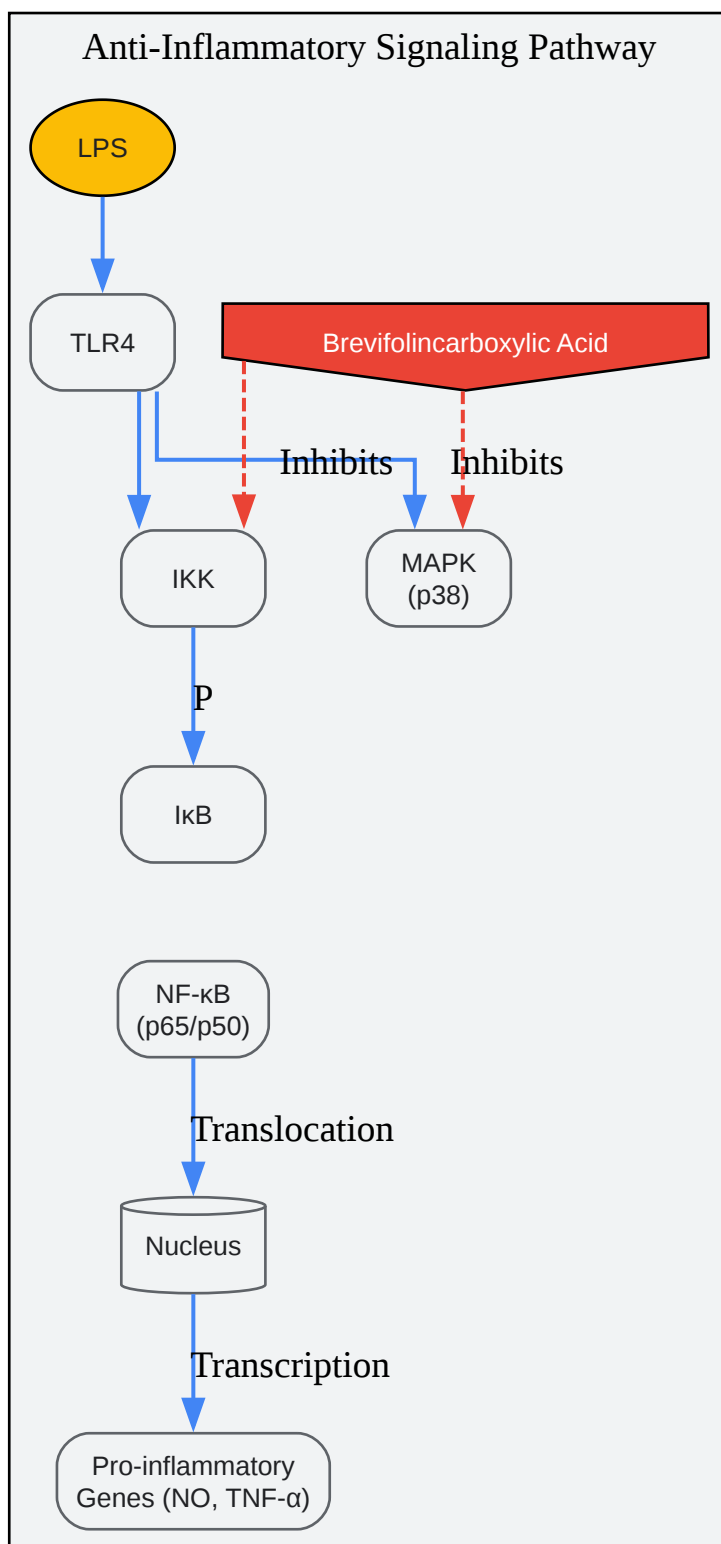 Anti-Inflammatory Signaling Pathway
LPS
TLR4
Brevifolincarboxylic Acid
Inhibits
Inhibits
IKK
MAPK
(p38)
P
IκB
NF-κB
(p65/p50)
Translocation
Nucleus
Transcription
Pro-inflammatory
Genes (NO, TNF-α)